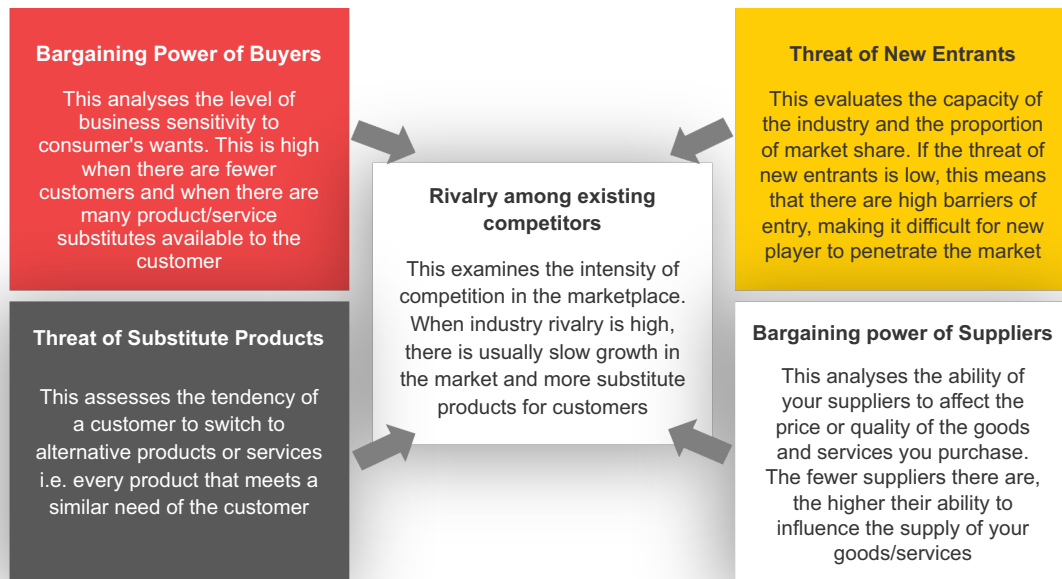 Bargaining Power of Buyers
This analyses the level of
business sensitivity to
consumer's wants. This is high
when there are fewer
customers and when there are
many product/service
substitutes available to the
customer
Threat of New Entrants
This evaluates the capacity of
the industry and the proportion
of market share. If the threat of
new entrants is low, this means
that there are high barriers of
entry, making it difficult for new
player to penetrate the market
Rivalry among existing
competitors
This examines the intensity of
competition in the marketplace.
When industry rivalry is high,
there is usually slow growth in
the market and more substitute
products for customers
Threat of Substitute Products
This assesses the tendency of
a customer to switch to
alternative products or services
i.e. every product that meets a
similar need of the customer
Bargaining power of Suppliers
This analyses the ability of
your suppliers to affect the
price or quality of the goods
and services you purchase.
The fewer suppliers there are,
the higher their ability to
influence the supply of your
goods/services